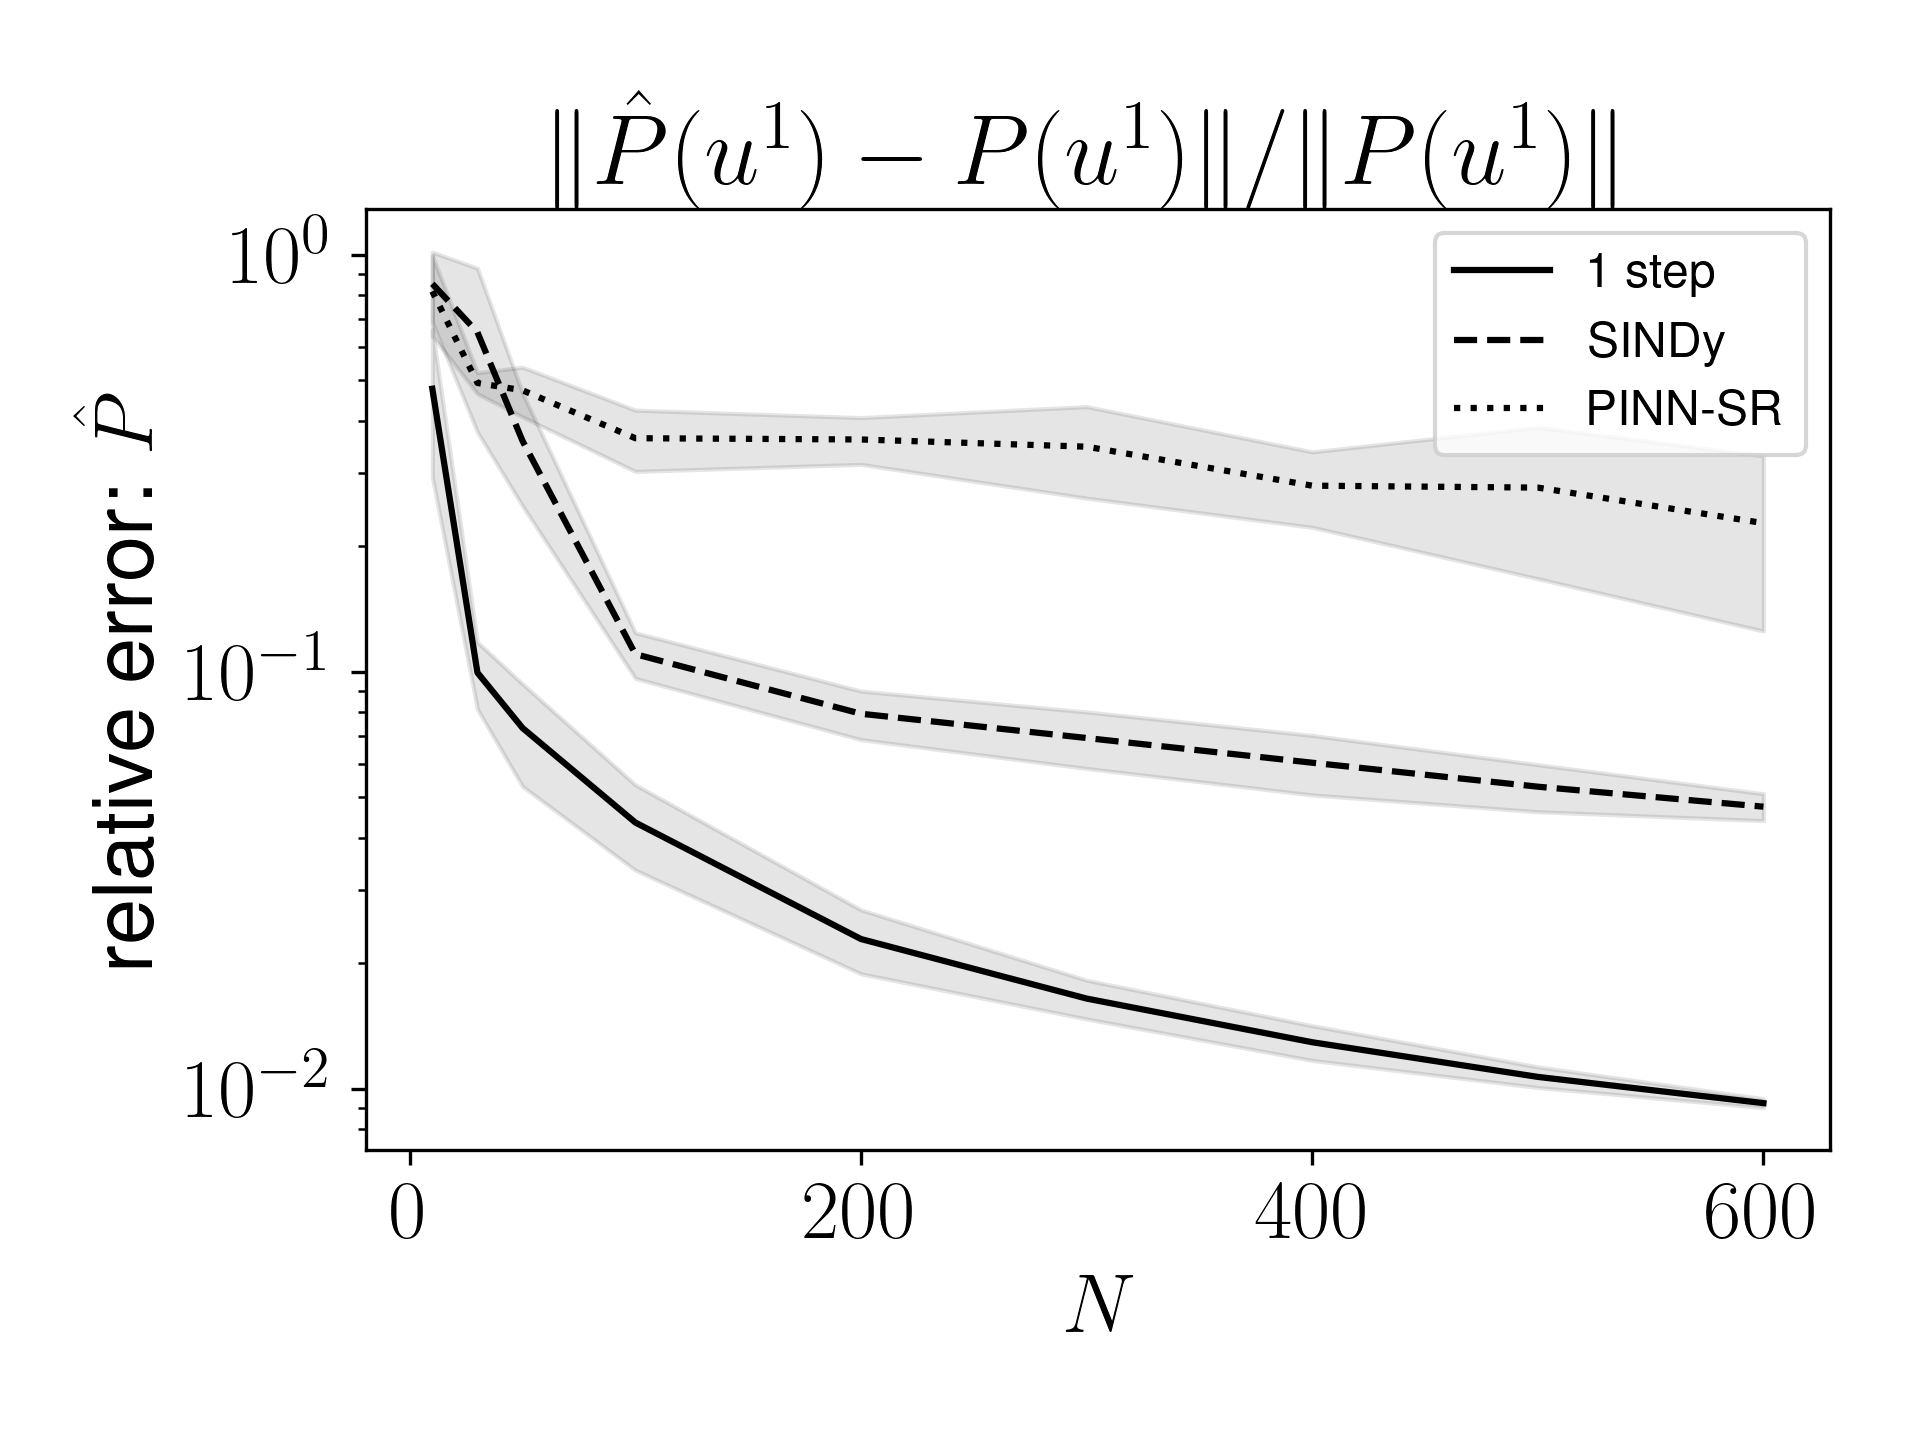 ‖P̂(u¹) − P(u¹)‖/‖P(u¹)‖
relative error: P̂
10⁰
10⁻¹
10⁻²
1 step
SINDy
PINN-SR
0 200 400 600
N